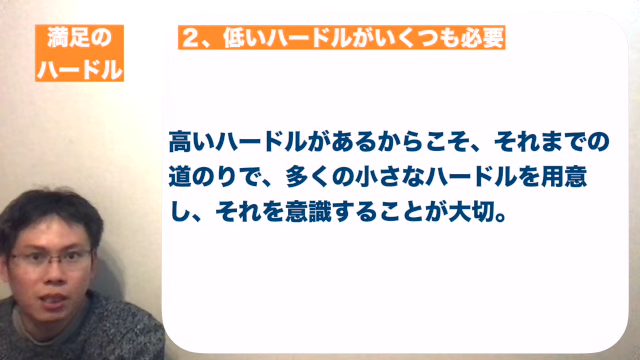 満足の
ハードル
２、低いハードルがいくつも必要
高いハードルがあるからこそ、それまでの
道のりで、多くの小さなハードルを用意
し、それを意識することが大切。